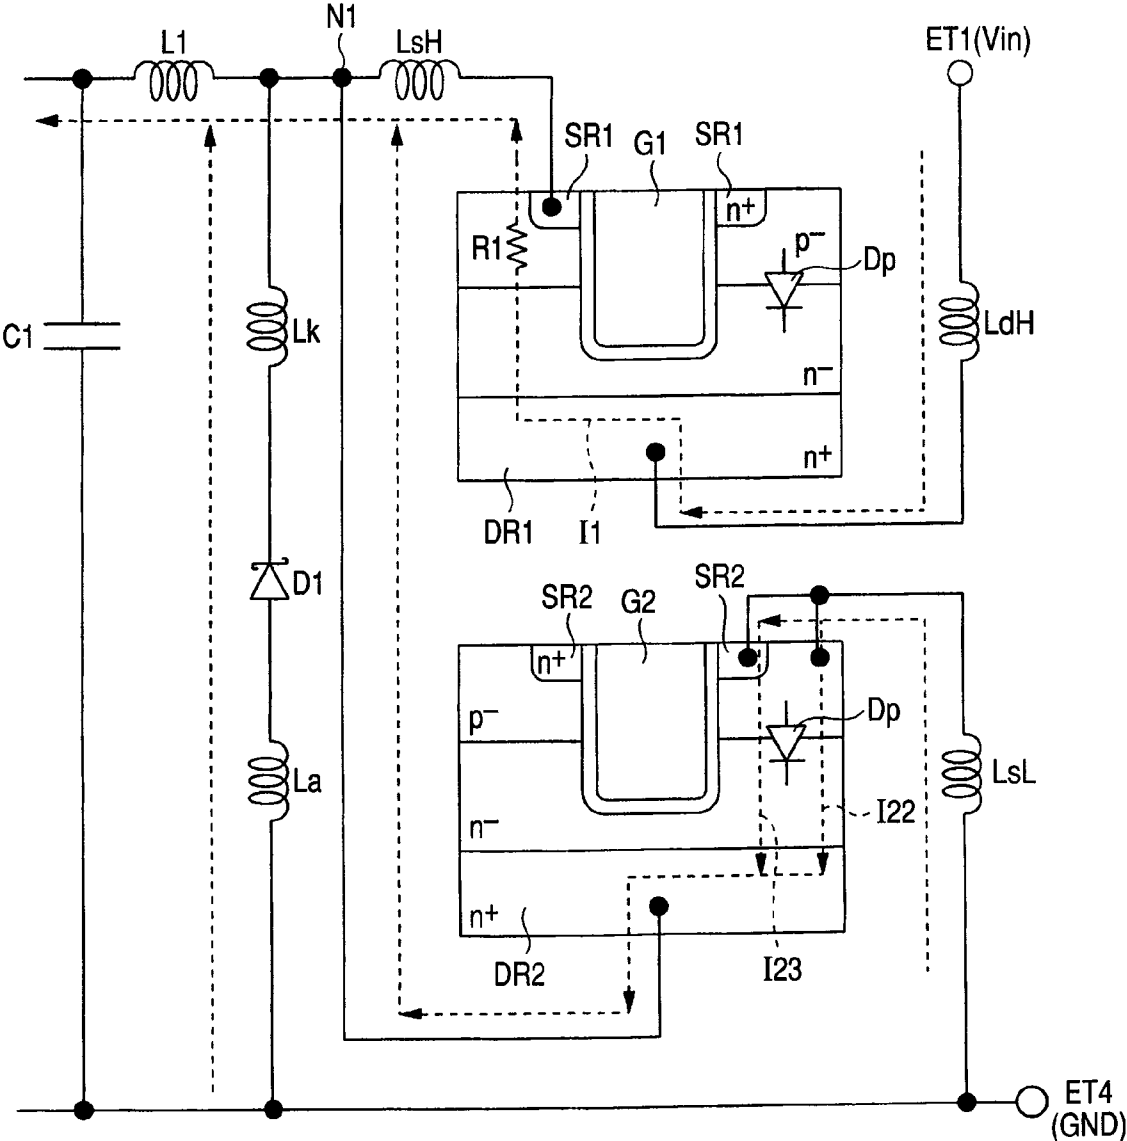 N1
L1
LsH
ET1(Vin)
SR1
G1
SR1
n+
R1
p−
Dp
C1
Lk
LdH
n−
n+
DR1
I1
D1
SR2
SR2
G2
n+
p−
Dp
La
LsL
I22
n−
n+
DR2
I23
ET4
(GND)